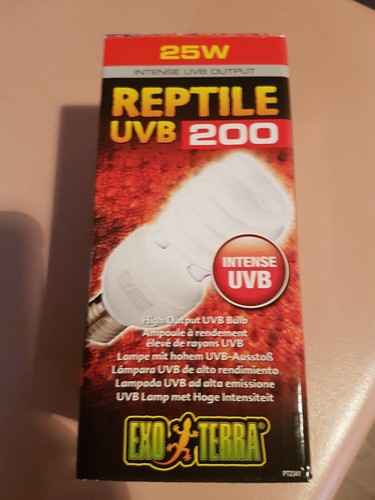 25W
INTENSE UVB OUTPUT
REPTILE
UVB 200
INTENSE
UVB
High Output UVB Bulb
Ampoule à rendement
élevé de rayons UVB
Lampe mit hohem UVB-Ausstoß
Lámpara UVB de alto rendimiento
Lampada UVB ad alta emissione
UVB Lamp met Hoge Intensiteit
EXO TERRA®
PT2341